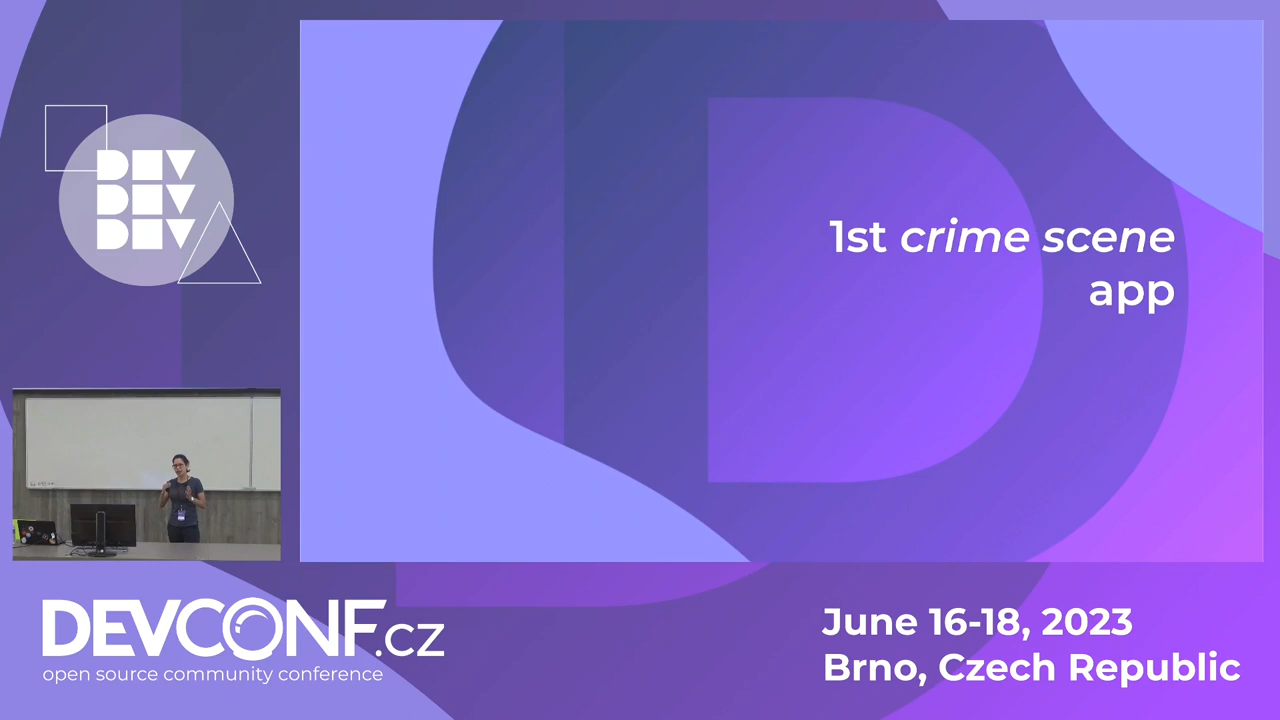 DEV
DEV
DEV
1st crime scene
app
DEVCONF.cz
open source community conference
June 16-18, 2023
Brno, Czech Republic